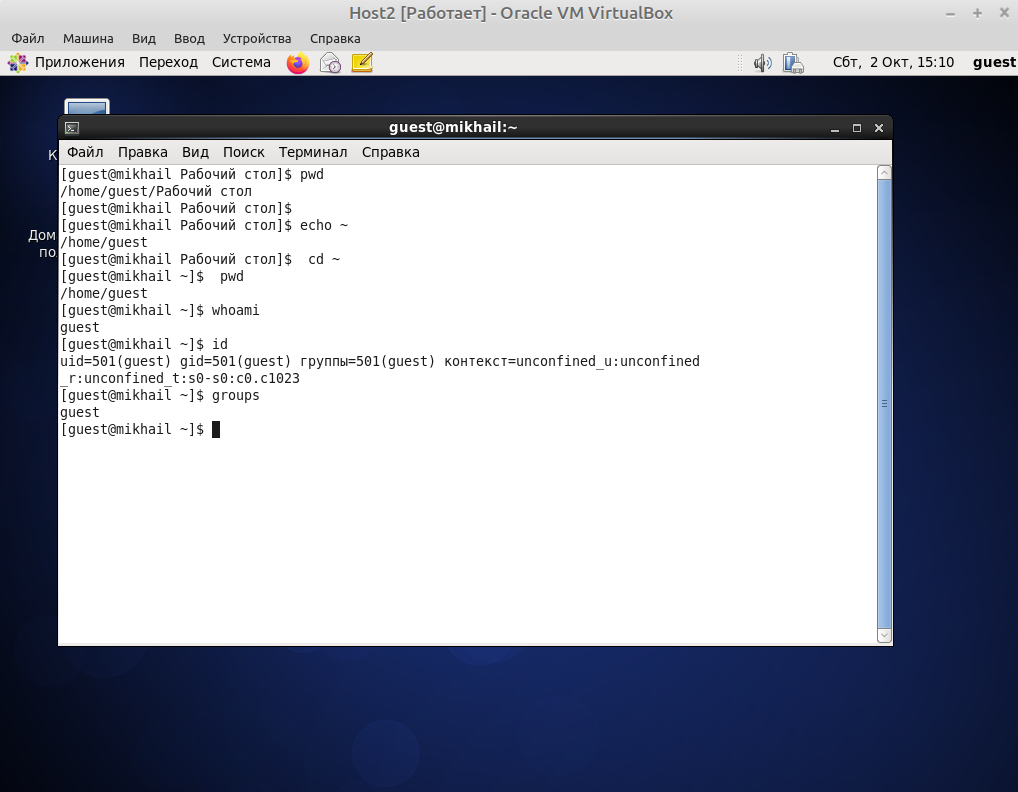 Host2 [Работает] - Oracle VM VirtualBox
Файл Машина Вид Ввод Устройства Справка
Приложения Переход Система Сбт, 2 Окт, 15:10 guest
guest@mikhail:~
Файл Правка Вид Поиск Терминал Справка
[guest@mikhail Рабочий стол]$ pwd
/home/guest/Рабочий стол
[guest@mikhail Рабочий стол]$
[guest@mikhail Рабочий стол]$ echo ~
/home/guest
[guest@mikhail Рабочий стол]$  cd ~
[guest@mikhail ~]$  pwd
/home/guest
[guest@mikhail ~]$ whoami
guest
[guest@mikhail ~]$ id
uid=501(guest) gid=501(guest) группы=501(guest) контекст=unconfined_u:unconfined
_r:unconfined_t:s0-s0:c0.c1023
[guest@mikhail ~]$ groups
guest
[guest@mikhail ~]$
К
Дом
по